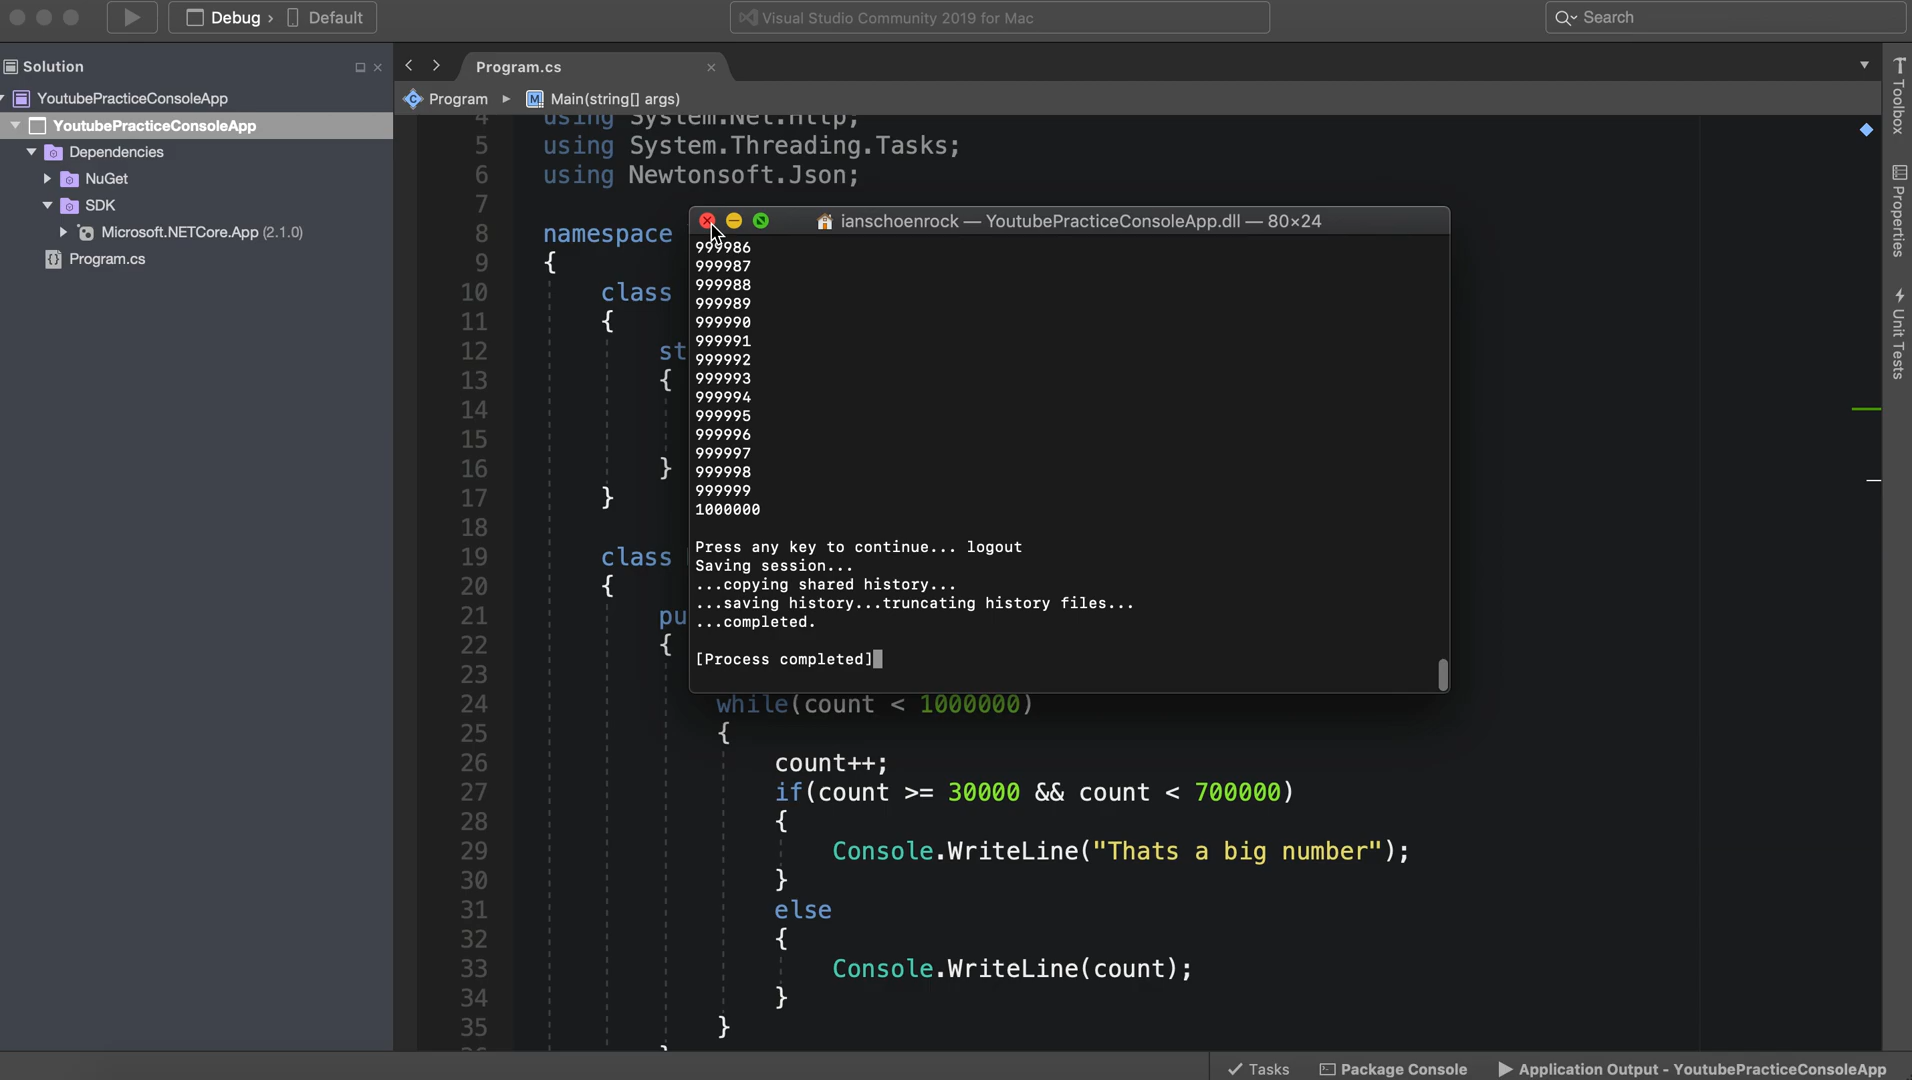 Debug › Default
Visual Studio Community 2019 for Mac
Search
Solution
YoutubePracticeConsoleApp
YoutubePracticeConsoleApp
Dependencies
NuGet
SDK
Microsoft.NETCore.App (2.1.0)
Program.cs
Program.cs
Program
Main(string[] args)
4 using System.Net.Http;
5 using System.Threading.Tasks;
6 using Newtonsoft.Json;
7
8 namespace
9 {
10 class
11 {
12 st
13 {
14
15
16 }
17 }
18
19 class
20 {
21 pu
22 {
23
24 while(count < 1000000)
25 {
26 count++;
27 if(count >= 30000 && count < 700000)
28 {
29 Console.WriteLine("Thats a big number");
30 }
31 else
32 {
33 Console.WriteLine(count);
34 }
35 }
ianschoenrock — YoutubePracticeConsoleApp.dll — 80×24
999986
999987
999988
999989
999990
999991
999992
999993
999994
999995
999996
999997
999998
999999
1000000
Press any key to continue... logout
Saving session...
...copying shared history...
...saving history...truncating history files...
...completed.
[Process completed]
Toolbox
Properties
Unit Tests
Tasks
Package Console
Application Output - YoutubePracticeConsoleApp